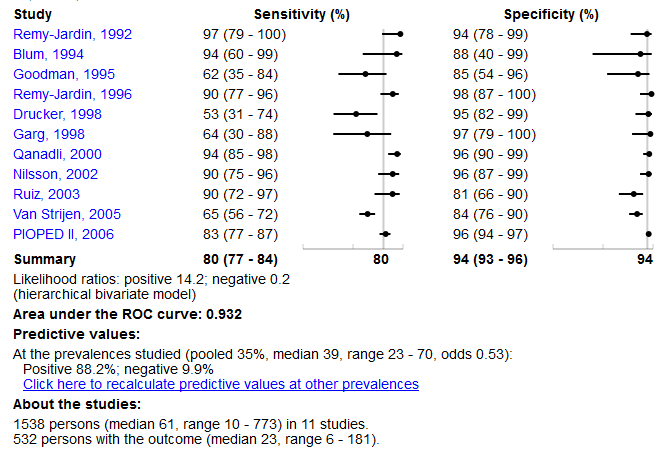 Study Sensitivity (%) Specificity (%)
Remy-Jardin, 1992 97 (79 - 100) 94 (78 - 99)
Blum, 1994 94 (60 - 99) 88 (40 - 99)
Goodman, 1995 62 (35 - 84) 85 (54 - 96)
Remy-Jardin, 1996 90 (77 - 96) 98 (87 - 100)
Drucker, 1998 53 (31 - 74) 95 (82 - 99)
Garg, 1998 64 (30 - 88) 97 (79 - 100)
Qanadli, 2000 94 (85 - 98) 96 (90 - 99)
Nilsson, 2002 90 (75 - 96) 96 (87 - 99)
Ruiz, 2003 90 (72 - 97) 81 (66 - 90)
Van Strijen, 2005 65 (56 - 72) 84 (76 - 90)
PIOPED II, 2006 83 (77 - 87) 96 (94 - 97)
Summary 80 (77 - 84) 80 94 (93 - 96) 94
Likelihood ratios: positive 14.2; negative 0.2
(hierarchical bivariate model)
Area under the ROC curve: 0.932
Predictive values:
At the prevalences studied (pooled 35%, median 39, range 23 - 70, odds 0.53):
Positive 88.2%; negative 9.9%
Click here to recalculate predictive values at other prevalences
About the studies:
1538 persons (median 61, range 10 - 773) in 11 studies.
532 persons with the outcome (median 23, range 6 - 181).